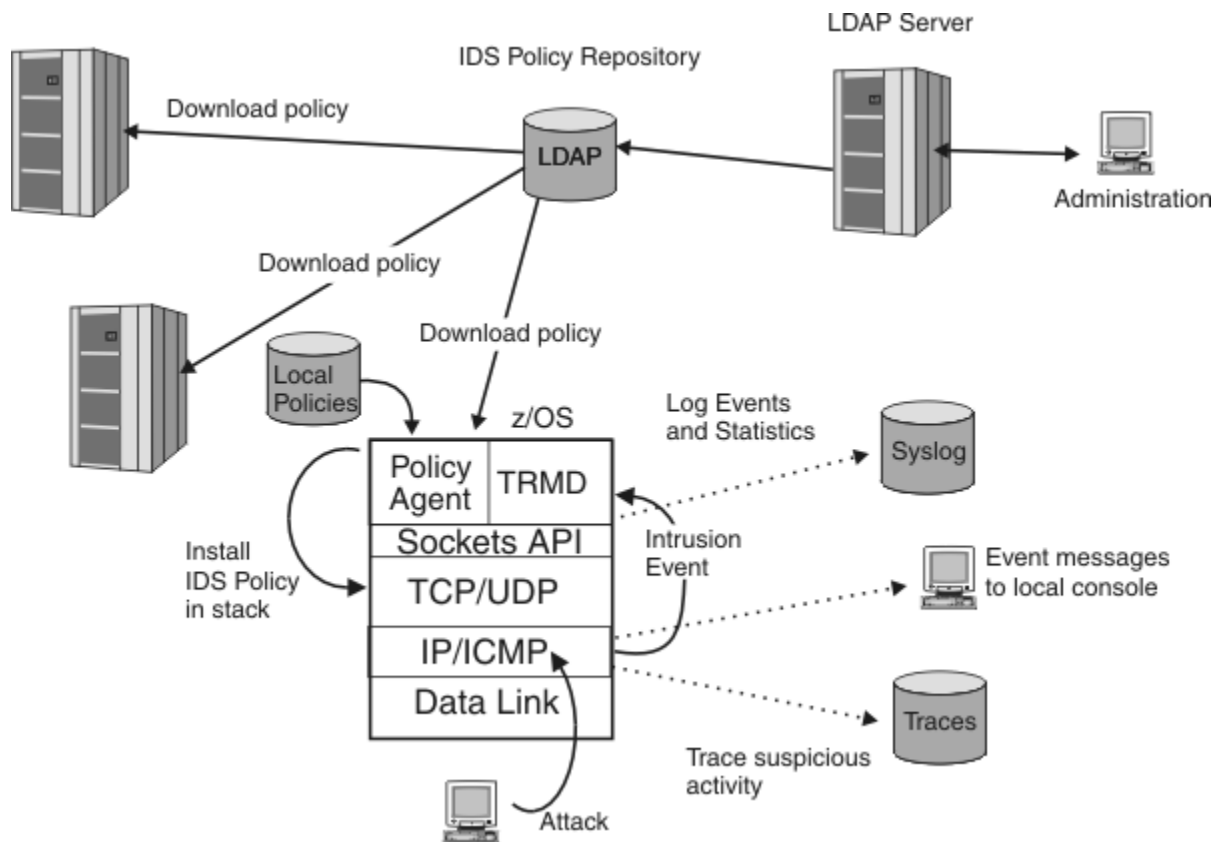 LDAP Server
IDS Policy Repository
Download policy
LDAP
Administration
Download policy
Download policy
Local
Policies
z/OS
Log Events
and Statistics
Syslog
Policy
Agent
TRMD
Sockets API
Install
IDS Policy
in stack
TCP/UDP
Intrusion
Event
Event messages
to local console
IP/ICMP
Data Link
Traces
Trace suspicious
activity
Attack